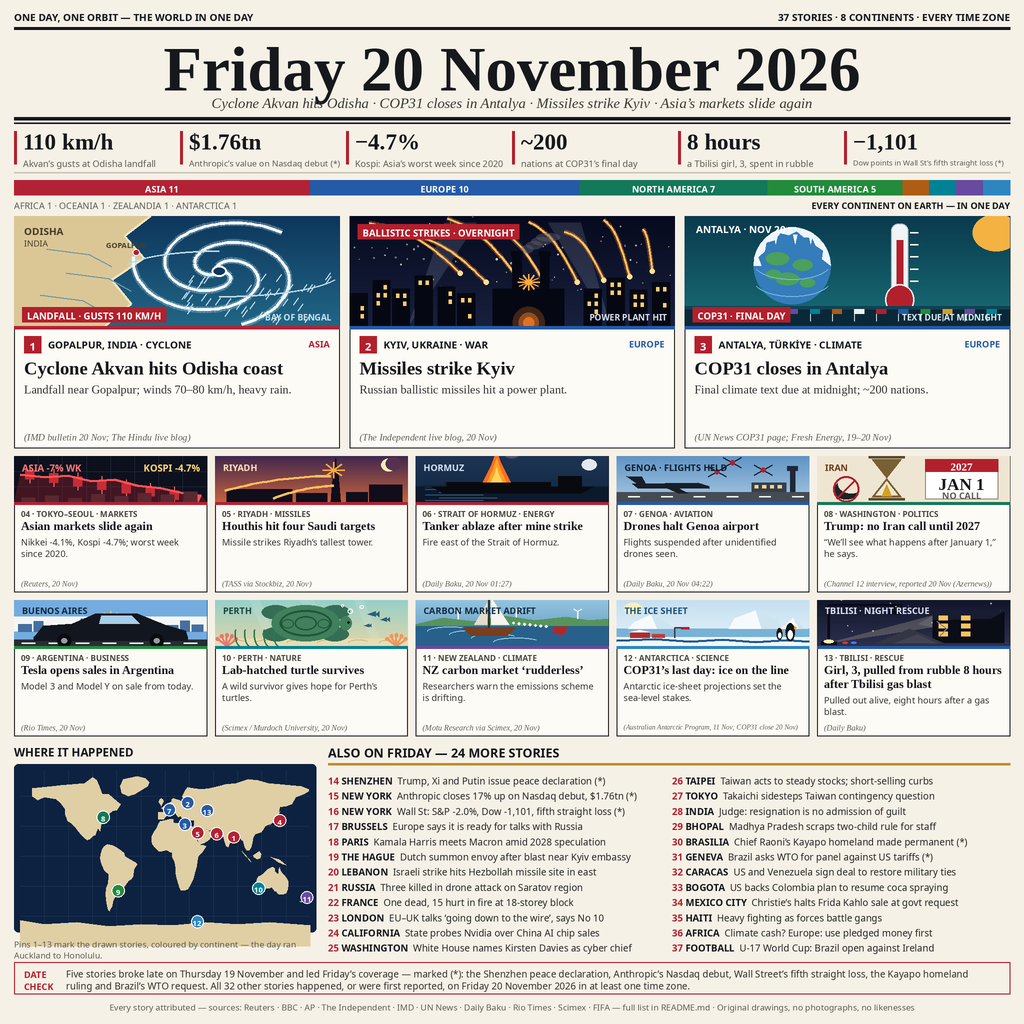 ONE DAY, ONE ORBIT — THE WORLD IN ONE DAY
37 STORIES · 8 CONTINENTS · EVERY TIME ZONE
Friday 20 November 2026
Cyclone Akvan hits Odisha · COP31 closes in Antalya · Missiles strike Kyiv · Asia’s markets slide again
110 km/h
Akvan’s gusts at Odisha landfall
$1.76tn
Anthropic’s value on Nasdaq debut (*)
−4.7%
Kospi: Asia’s worst week since 2020
~200
nations at COP31’s final day
8 hours
a Tbilisi girl, 3, spent in rubble
−1,101
Dow points in Wall St’s fifth straight loss (*)
ASIA 11
EUROPE 10
NORTH AMERICA 7
SOUTH AMERICA 5
AFRICA 1 · OCEANIA 1 · ZEALANDIA 1 · ANTARCTICA 1
EVERY CONTINENT ON EARTH — IN ONE DAY
ODISHA
INDIA
LANDFALL · GUSTS 110 KM/H
BAY OF BENGAL
1 GOPALPUR, INDIA · CYCLONE
ASIA
Cyclone Akvan hits Odisha coast
Landfall near Gopalpur; winds 70–80 km/h, heavy rain.
(IMD bulletin 20 Nov; The Hindu live blog)
BALLISTIC STRIKES · OVERNIGHT
POWER PLANT HIT
2 KYIV, UKRAINE · WAR
EUROPE
Missiles strike Kyiv
Russian ballistic missiles hit a power plant.
(The Independent live blog, 20 Nov)
ANTALYA · NOV 20
COP31 · FINAL DAY
TEXT DUE AT MIDNIGHT
3 ANTALYA, TÜRKİYE · CLIMATE
EUROPE
COP31 closes in Antalya
Final climate text due at midnight; ~200 nations.
(UN News COP31 page; Fresh Energy, 19–20 Nov)
ASIA -7% WK
KOSPI -4.7%
04 · TOKYO–SEOUL · MARKETS
Asian markets slide again
Nikkei -4.1%, Kospi -4.7%; worst week
since 2020.
(Reuters, 20 Nov)
RIYADH
05 · RIYADH · MISSILES
Houthis hit four Saudi targets
Missile strikes Riyadh’s tallest tower.
(TASS via Stockbiz, 20 Nov)
HORMUZ
06 · STRAIT OF HORMUZ · ENERGY
Tanker ablaze after mine strike
Fire east of the Strait of Hormuz.
(Daily Baku, 20 Nov 01:27)
GENOA · FLIGHTS HELD
07 · GENOA · AVIATION
Drones halt Genoa airport
Flights suspended after unidentified
drones seen.
(Daily Baku, 20 Nov 04:22)
IRAN
2027
JAN 1
NO CALL
08 · WASHINGTON · POLITICS
Trump: no Iran call until 2027
“We’ll see what happens after January 1,”
he says.
(Channel 12 interview, reported 20 Nov (Azernews))
BUENOS AIRES
09 · ARGENTINA · BUSINESS
Tesla opens sales in Argentina
Model 3 and Model Y on sale from today.
(Rio Times, 20 Nov)
PERTH
10 · PERTH · NATURE
Lab-hatched turtle survives
A wild survivor gives hope for Perth’s
turtles.
(Scimex / Murdoch University, 20 Nov)
CARBON MARKET ADRIFT
11 · NEW ZEALAND · CLIMATE
NZ carbon market ‘rudderless’
Researchers warn the emissions scheme
is drifting.
(Motu Research via Scimex, 20 Nov)
THE ICE SHEET
12 · ANTARCTICA · SCIENCE
COP31’s last day: ice on the line
Antarctic ice-sheet projections set the
sea-level stakes.
(Australian Antarctic Program, 11 Nov; COP31 close 20 Nov)
TBILISI · NIGHT RESCUE
13 · TBILISI · RESCUE
Girl, 3, pulled from rubble 8 hours
after Tbilisi gas blast
Pulled out alive, eight hours after a gas
blast.
(Daily Baku)
WHERE IT HAPPENED
8
2
7
13
3
5
6
1
4
9
10
11
12
Pins 1–13 mark the drawn stories, coloured by continent — the day ran
Auckland to Honolulu.
ALSO ON FRIDAY — 24 MORE STORIES
14 SHENZHEN Trump, Xi and Putin issue peace declaration (*)
15 NEW YORK Anthropic closes 17% up on Nasdaq debut, $1.76tn (*)
16 NEW YORK Wall St: S&P -2.0%, Dow -1,101, fifth straight loss (*)
17 BRUSSELS Europe says it is ready for talks with Russia
18 PARIS Kamala Harris meets Macron amid 2028 speculation
19 THE HAGUE Dutch summon envoy after blast near Kyiv embassy
20 LEBANON Israeli strike hits Hezbollah missile site in east
21 RUSSIA Three killed in drone attack on Saratov region
22 FRANCE One dead, 15 hurt in fire at 18-storey block
23 LONDON EU–UK talks ‘going down to the wire’, says No 10
24 CALIFORNIA State probes Nvidia over China AI chip sales
25 WASHINGTON White House names Kirsten Davies as cyber chief
26 TAIPEI Taiwan acts to steady stocks; short-selling curbs
27 TOKYO Takaichi sidesteps Taiwan contingency question
28 INDIA Judge: resignation is no admission of guilt
29 BHOPAL Madhya Pradesh scraps two-child rule for staff
30 BRASILIA Chief Raoni’s Kayapo homeland made permanent (*)
31 GENEVA Brazil asks WTO for panel against US tariffs (*)
32 CARACAS US and Venezuela sign deal to restore military ties
33 BOGOTA US backs Colombia plan to resume coca spraying
34 MEXICO CITY Christie’s halts Frida Kahlo sale at govt request
35 HAITI Heavy fighting as forces battle gangs
36 AFRICA Climate cash? Europe: use pledged money first
37 FOOTBALL U-17 World Cup: Brazil open against Ireland
DATE
CHECK
Five stories broke late on Thursday 19 November and led Friday’s coverage — marked (*): the Shenzhen peace declaration, Anthropic’s Nasdaq debut, Wall Street’s fifth straight loss, the Kayapo homeland
ruling and Brazil’s WTO request. All 32 other stories happened, or were first reported, on Friday 20 November 2026 in at least one time zone.
Every story attributed — sources: Reuters · BBC · AP · The Independent · IMD · UN News · Daily Baku · Rio Times · Scimex · FIFA — full list in README.md · Original drawings, no photographs, no likenesses